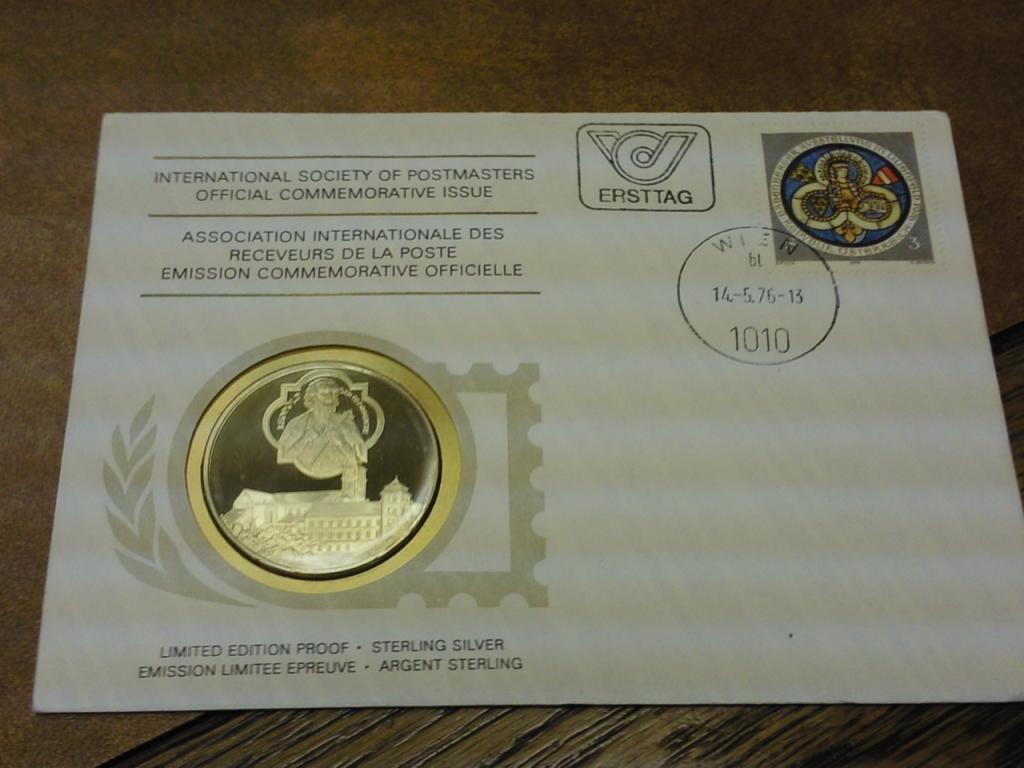 INTERNATIONAL SOCIETY OF POSTMASTERS
OFFICIAL COMMEMORATIVE ISSUE
ASSOCIATION INTERNATIONALE DES
RECEVEURS DE LA POSTE
EMISSION COMMEMORATIVE OFFICIELLE
ERSTTAG
3
WIEN
bl
14.-5.76-13
1010
LIMITED EDITION PROOF · STERLING SILVER
EMISSION LIMITEE EPREUVE · ARGENT STERLING